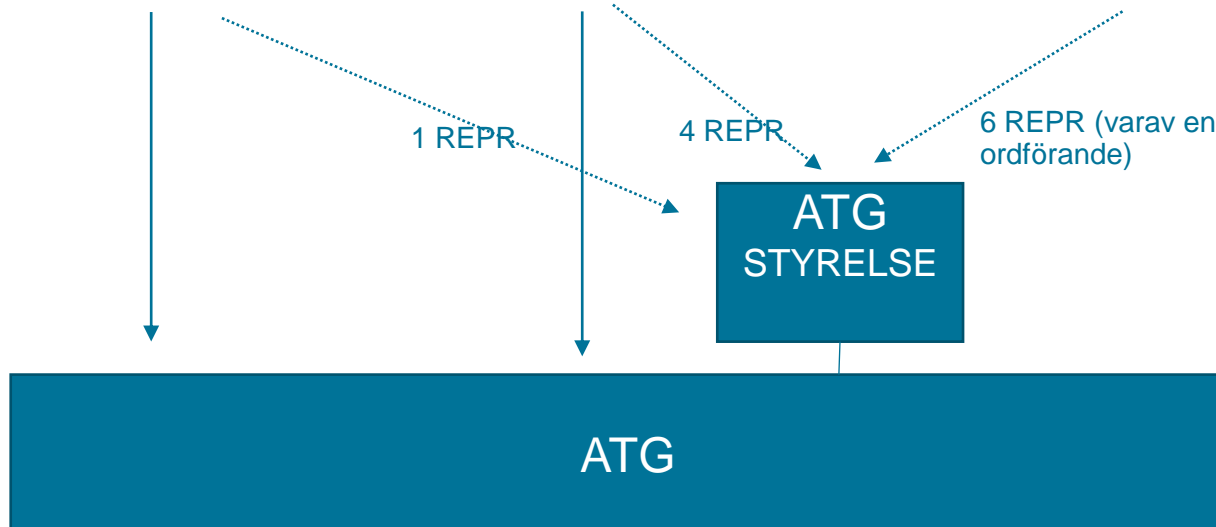 1 REPR
4 REPR
6 REPR (varav en
ordförande)
ATG
STYRELSE
ATG